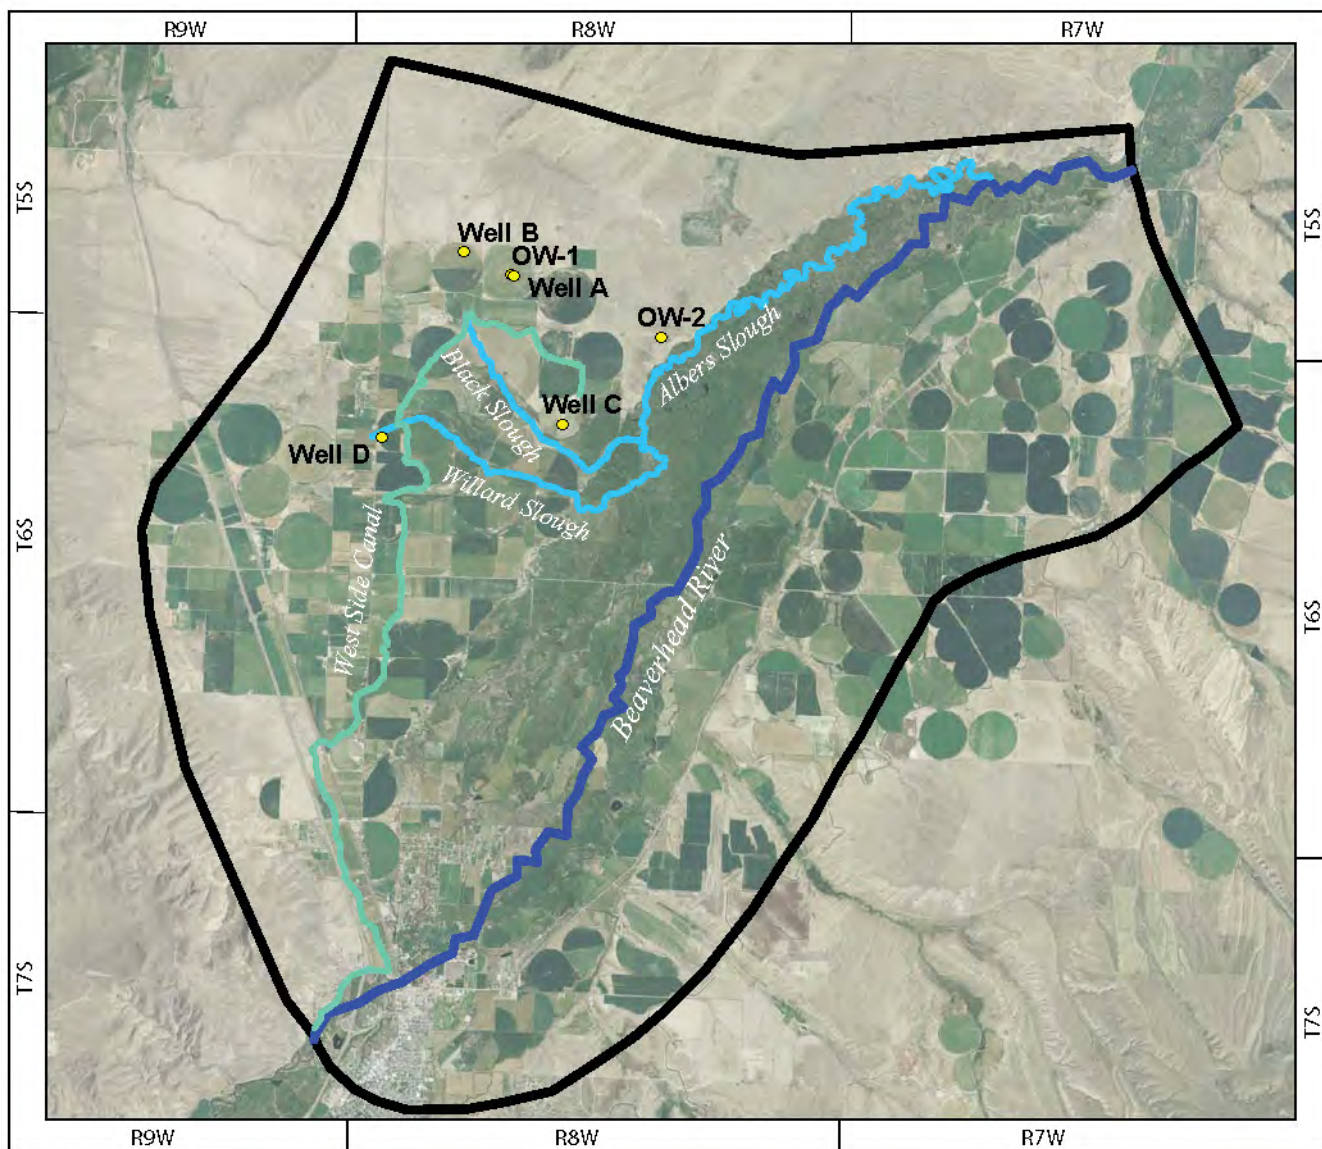 R9W
R8W
R7W
T5S
T5S
Well B
OW-1
Well A
OW-2
Albers Slough
Black Slough
Well C
Well D
Willard Slough
West Side Canal
Beaverhead River
T6S
T6S
T7S
T7S
R9W
R8W
R7W